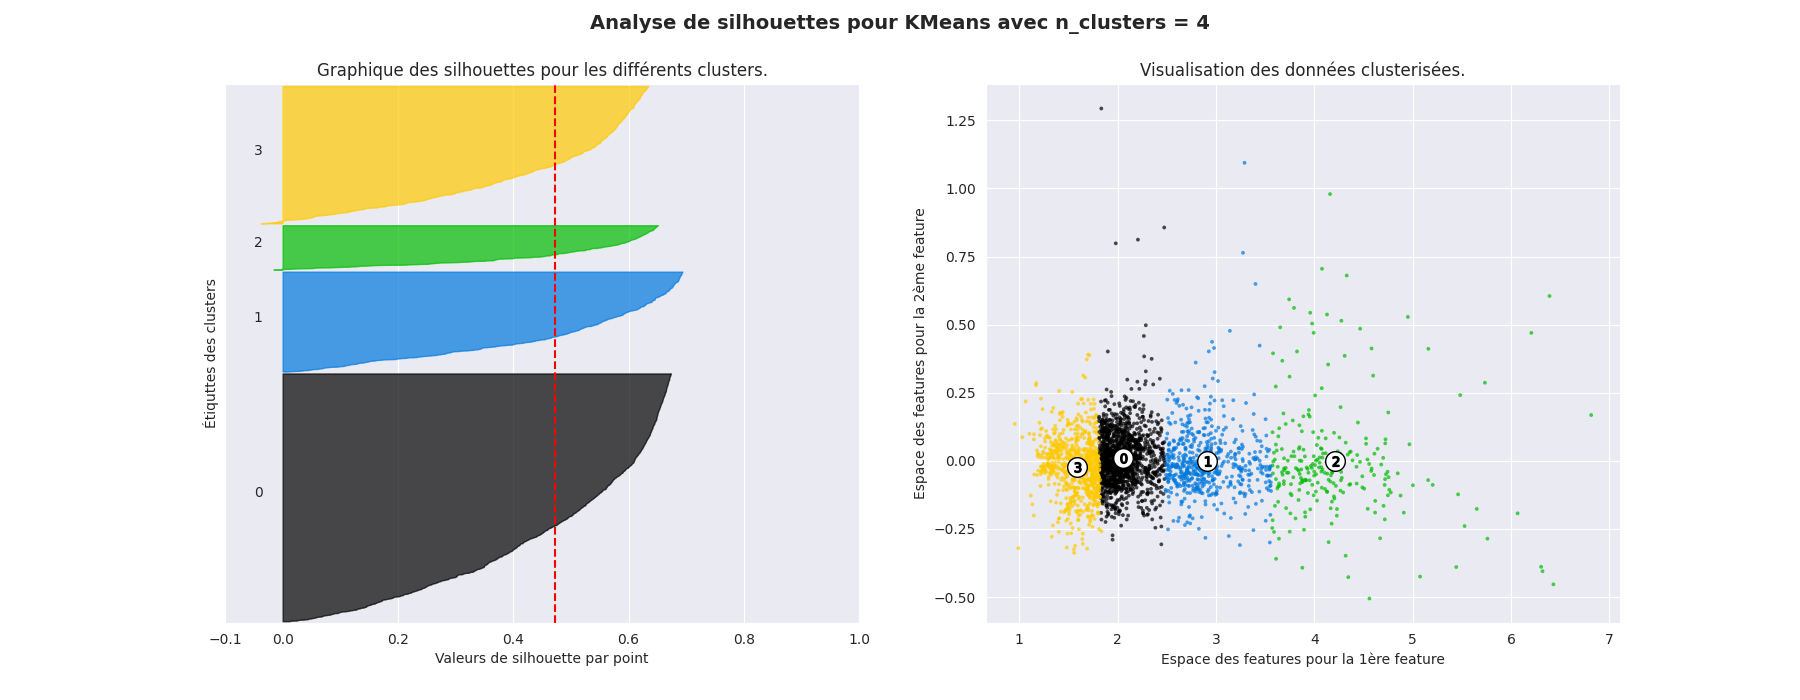 Analyse de silhouettes pour KMeans avec n_clusters = 4
Graphique des silhouettes pour les différents clusters.
Étiquttes des clusters
3
2
1
0
−0.1 0.0 0.2 0.4 0.6 0.8 1.0
Valeurs de silhouette par point
Visualisation des données clusterisées.
Espace des features pour la 2ème feature
1.25
1.00
0.75
0.50
0.25
0.00
−0.25
−0.50
3 0 1 2
1 2 3 4 5 6 7
Espace des features pour la 1ère feature